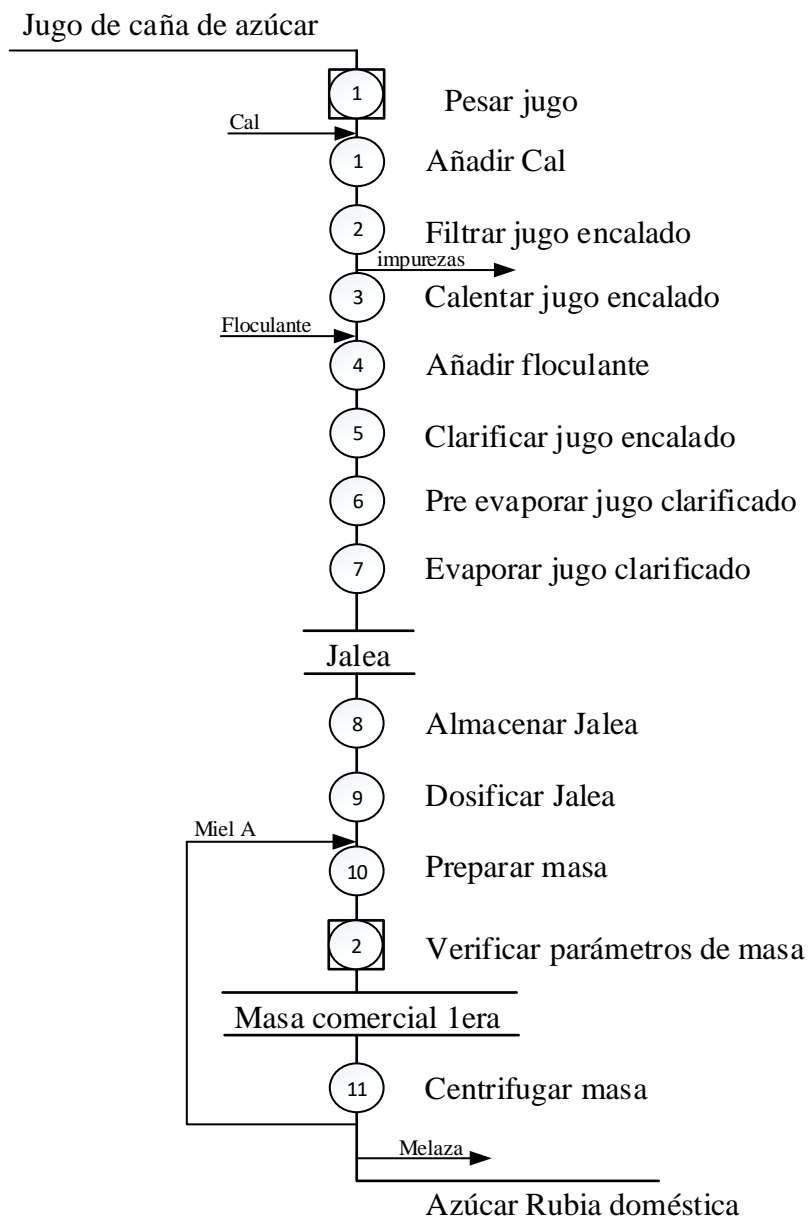 Jugo de caña de azúcar
1
Pesar jugo
Cal
1
Añadir Cal
2
Filtrar jugo encalado
impurezas
3
Calentar jugo encalado
Floculante
4
Añadir floculante
5
Clarificar jugo encalado
6
Pre evaporar jugo clarificado
7
Evaporar jugo clarificado
Jalea
8
Almacenar Jalea
9
Dosificar Jalea
Miel A
10
Preparar masa
2
Verificar parámetros de masa
Masa comercial 1era
11
Centrifugar masa
Melaza
Azúcar Rubia doméstica